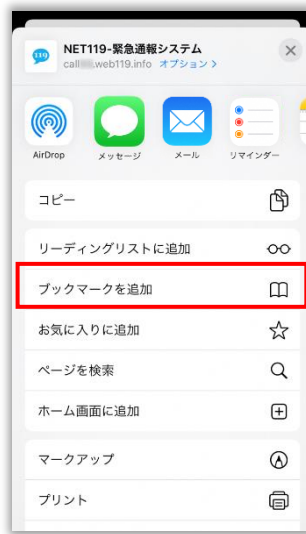 119
NET119-緊急通報システム
call .web119.info オプション >
AirDrop
メッセージ
メール
リマインダー
コピー
リーディングリストに追加
ブックマークを追加
お気に入りに追加
ページを検索
ホーム画面に追加
マークアップ
プリント